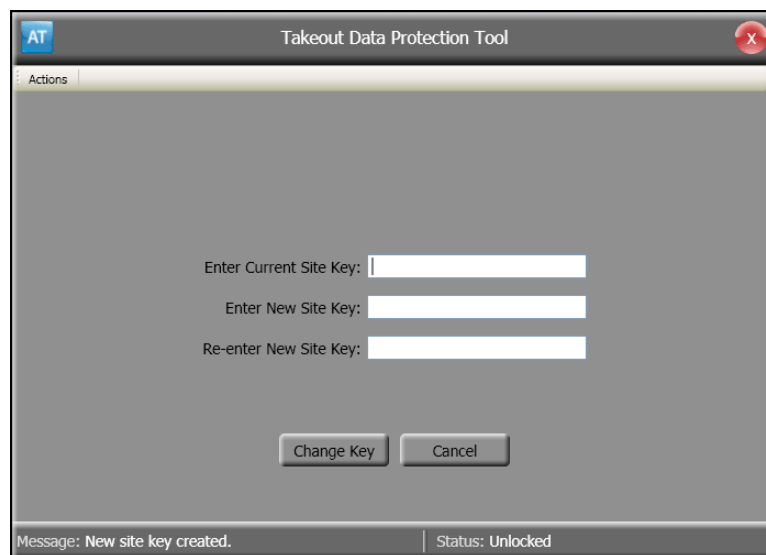 AT Takeout Data Protection Tool X
Actions
Enter Current Site Key:
Enter New Site Key:
Re-enter New Site Key:
Change Key Cancel
Message: New site key created. Status: Unlocked